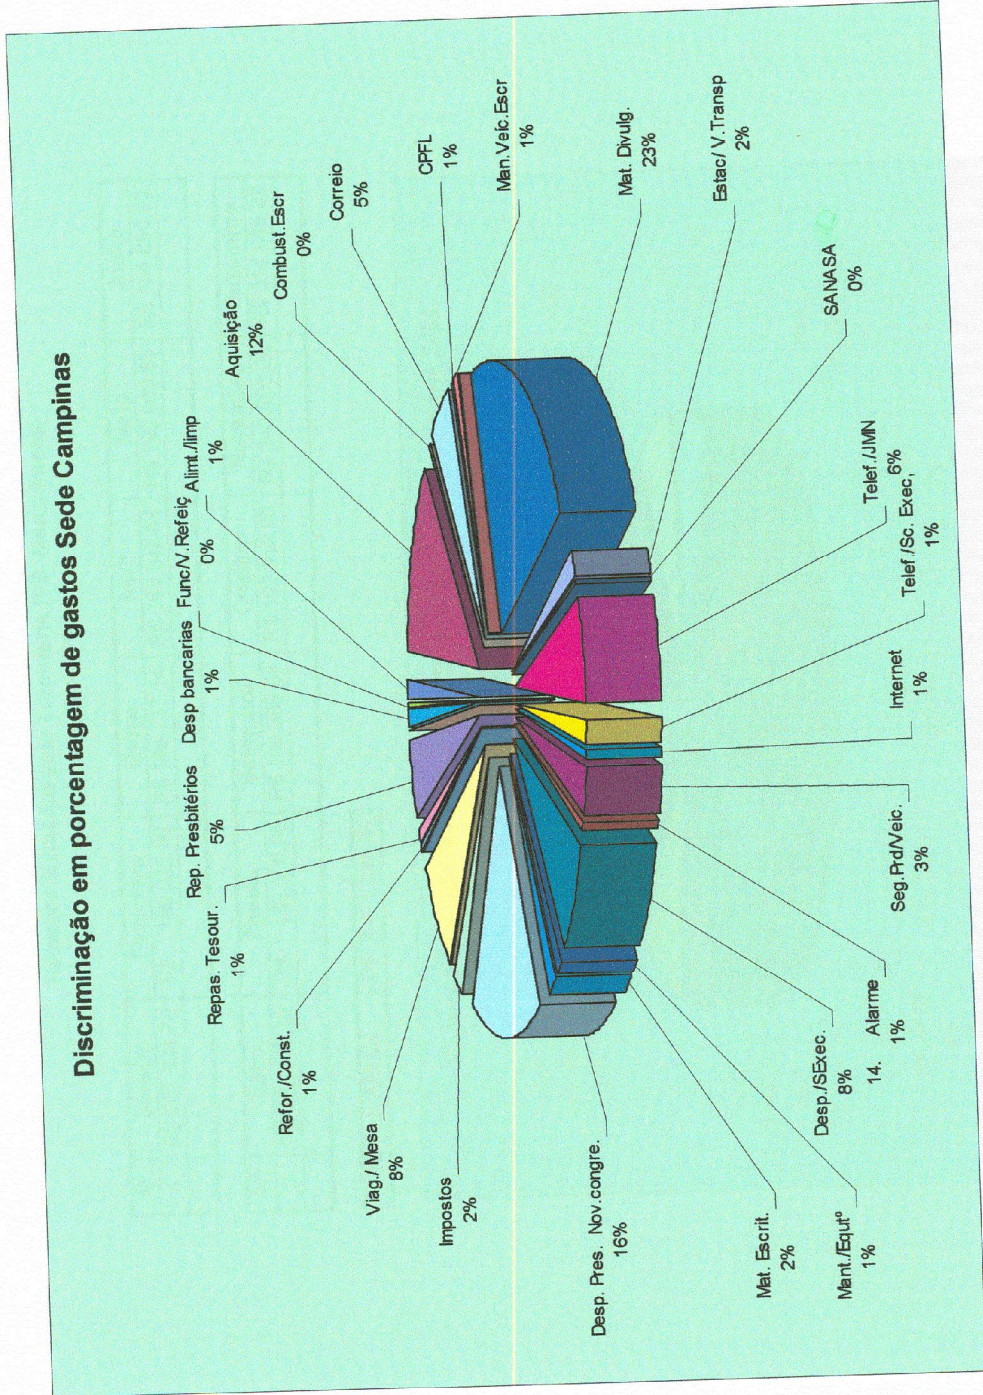 Discriminação em porcentagem de gastos Sede Campinas
Repas. Tesour.
1%
Rep. Presbitérios
5%
Desp bancarias
1%
Func/V.Refeiç
0%
Alimt./limp
1%
Aquisição
12%
Combust.Escr
0%
Correio
5%
CPFL
1%
Man.Veic.Escr
1%
Mat. Divulg.
23%
Estac/ V.Transp
2%
SANASA
0%
Telef./JMN
6%
Telef /Sc. Exec,
1%
Internet
1%
Seg.Prd/Veic.
3%
14. Alarme
1%
Desp./SExec.
8%
Mant./Equtº
1%
Mat. Escrit.
2%
Desp. Pres. Nov.congre.
16%
Impostos
2%
Viag./ Mesa
8%
Refor./Const.
1%